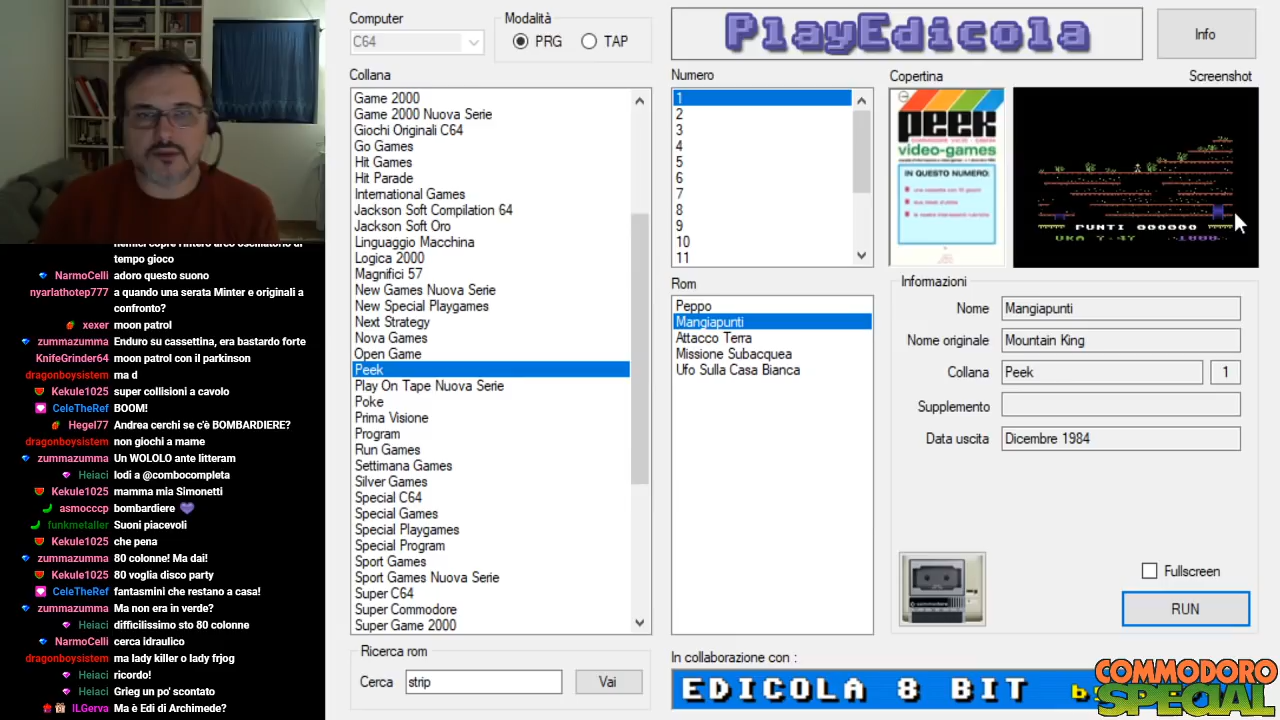 nemici copre l'intero arco oscillatorio di
tempo gioco
NarmoCelli adoro questo suono
nyarlathotep777 a quando una serata Minter e originali a
confronto?
xexer moon patrol
zummazumma Enduro su cassettina, era bastardo forte
KnifeGrinder64 moon patrol con il parkinson
dragonboysistem ma d
Kekule1025 super collisioni a cavolo
CeleTheRef BOOM!
Hegel77 Andrea cerchi se c'è BOMBARDIERE?
dragonboysistem non giochi a mame
zummazumma Un WOLOLO ante litteram
Heiaci lodi a @combocompleta
Kekule1025 mamma mia Simonetti
asmocccp bombardiere
funkmetaller Suoni piacevoli
Kekule1025 che pena
zummazumma 80 colonne! Ma dai!
Kekule1025 80 voglia disco party
CeleTheRef fantasmini che restano a casa!
zummazumma Ma non era in verde?
Heiaci difficilissimo sto 80 colonne
NarmoCelli cerca idraulico
dragonboysistem ma lady killer o lady frjog
Heiaci ricordo!
Heiaci Grieg un po' scontato
ILGerva Ma è Edi di Archimede?
Computer
C64
Modalità
PRG TAP
Collana
Game 2000
Game 2000 Nuova Serie
Giochi Originali C64
Go Games
Hit Games
Hit Parade
International Games
Jackson Soft Compilation 64
Jackson Soft Oro
Linguaggio Macchina
Logica 2000
Magnifici 57
New Games Nuova Serie
New Special Playgames
Next Strategy
Nova Games
Open Game
Peek
Play On Tape Nuova Serie
Poke
Prima Visione
Program
Run Games
Settimana Games
Silver Games
Special C64
Special Games
Special Playgames
Special Program
Sport Games
Sport Games Nuova Serie
Super C64
Super Commodore
Super Game 2000
Ricerca rom
Cerca strip Vai
PlayEdicola
Info
Numero
1
2
3
4
5
6
7
8
9
10
11
Rom
Peppo
Mangiapunti
Attacco Terra
Missione Subacquea
Ufo Sulla Casa Bianca
Copertina
peek
video-games
IN QUESTO NUMERO:
Screenshot
PUNTI 000000
Informazioni
Nome Mangiapunti
Nome originale Mountain King
Collana Peek 1
Supplemento
Data uscita Dicembre 1984
commodore
Fullscreen
RUN
In collaborazione con :
EDICOLA 8 BIT b
COMMODORO
SPECIAL